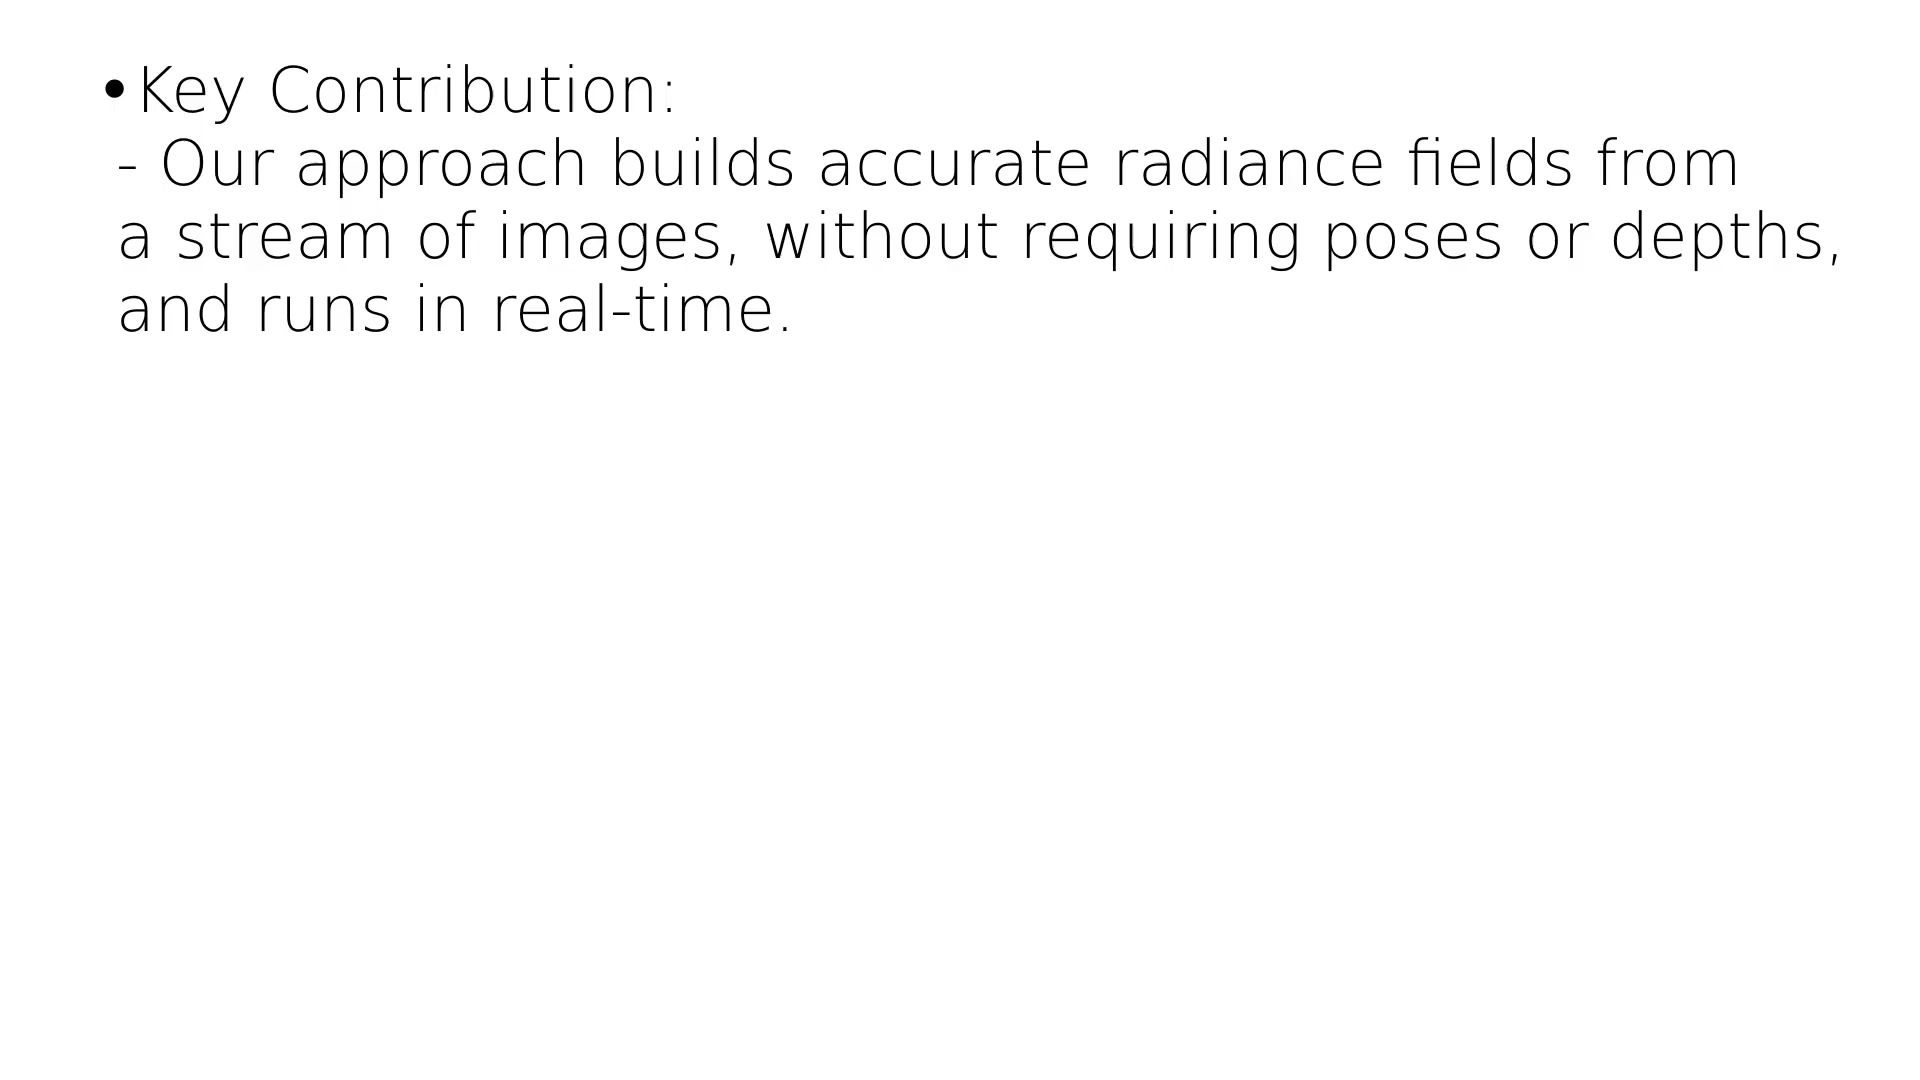 •Key Contribution:
- Our approach builds accurate radiance fields from
a stream of images, without requiring poses or depths,
and runs in real-time.